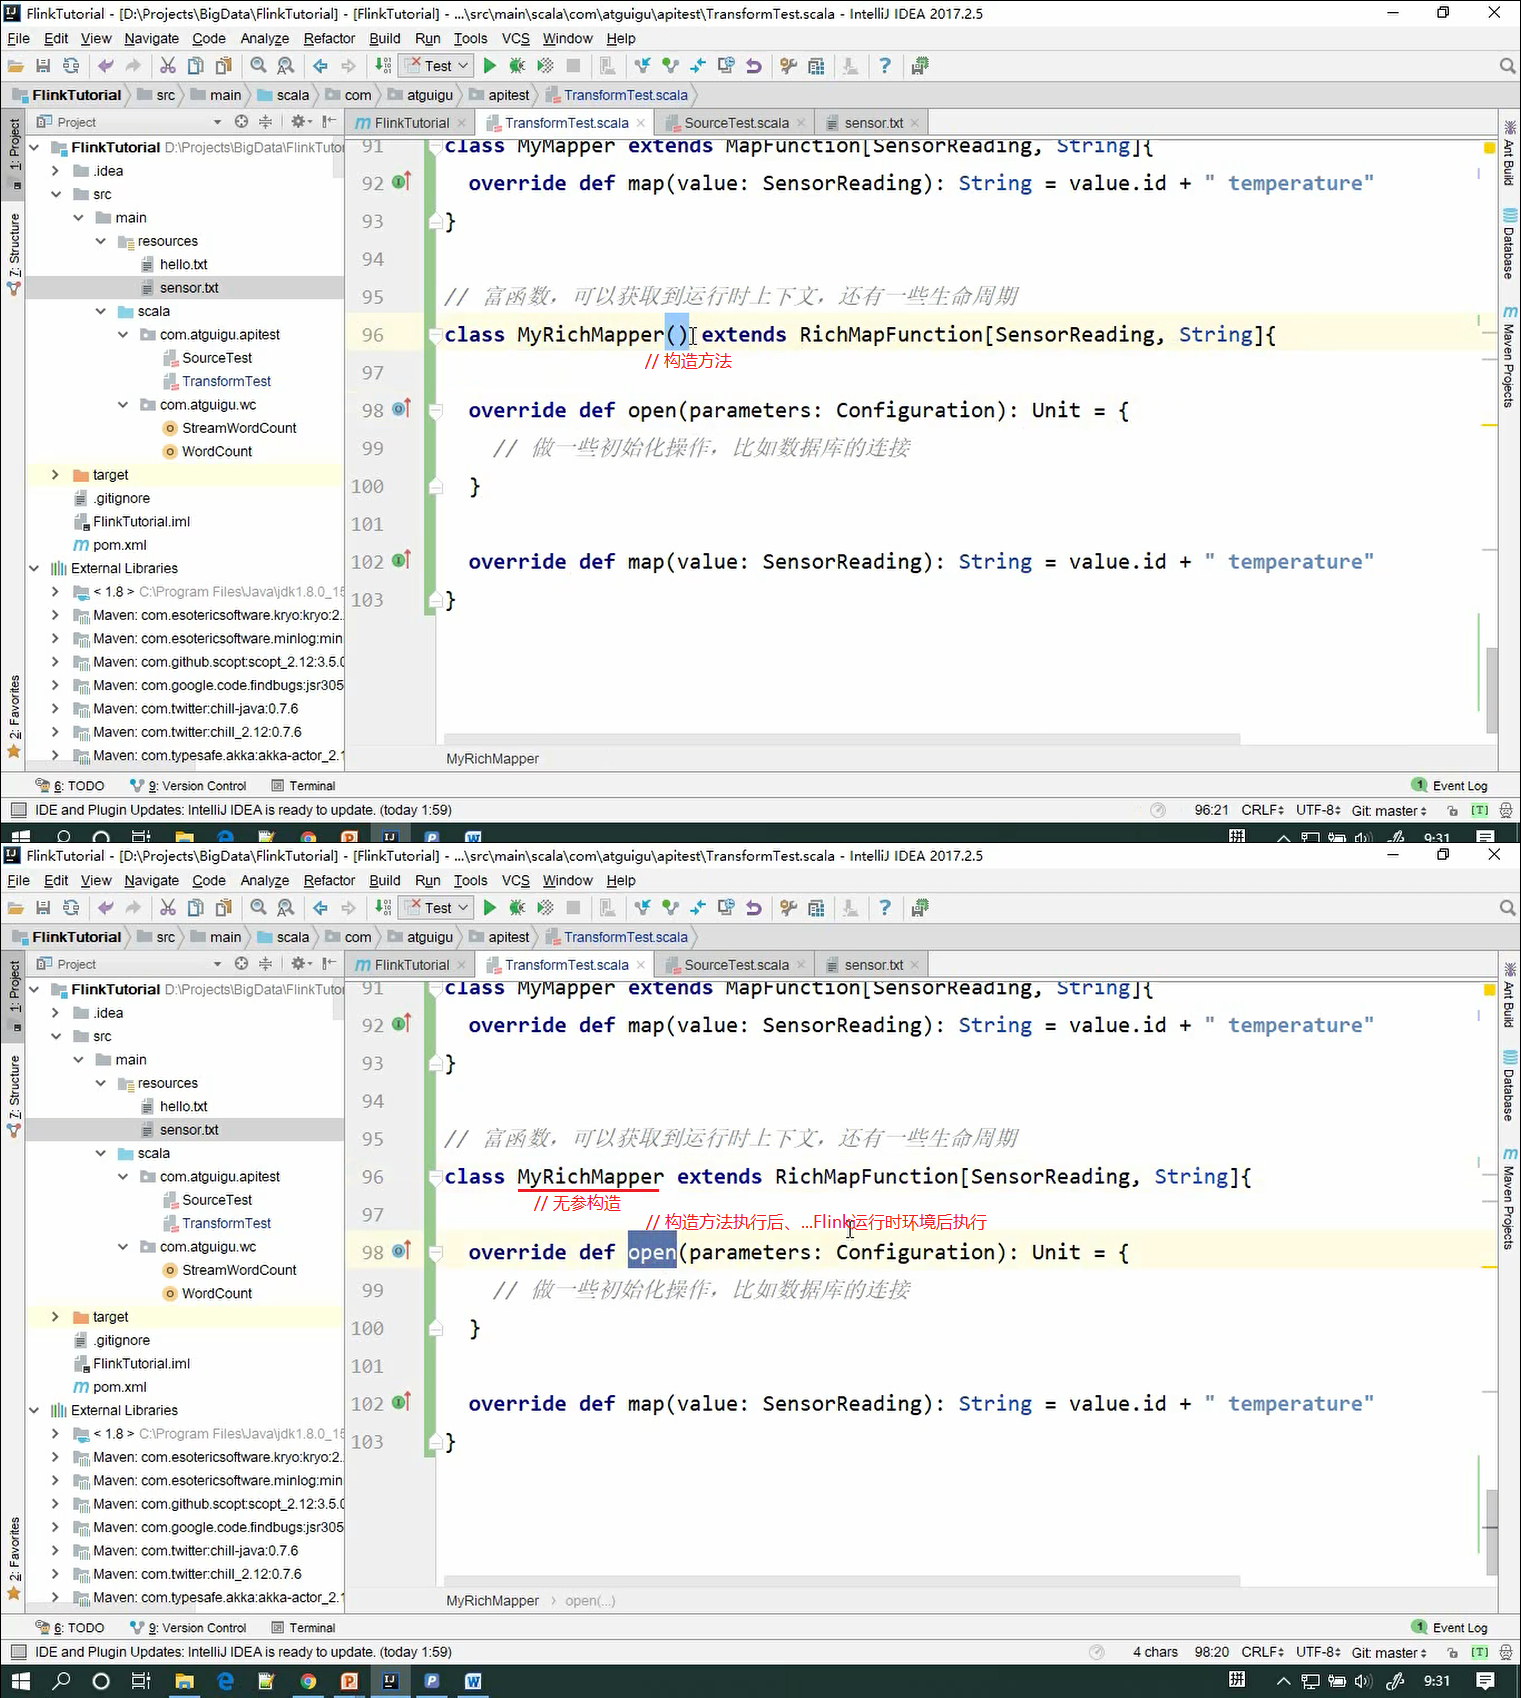 FlinkTutorial - [D:\Projects\BigData\FlinkTutorial] - [FlinkTutorial] - ...\src\main\scala\com\atguigu\apitest\TransformTest.scala - IntelliJ IDEA 2017.2.5
File Edit View Navigate Code Analyze Refactor Build Run Tools VCS Window Help
Test
FlinkTutorial src main scala com atguigu apitest TransformTest.scala
Project FlinkTutorial TransformTest.scala SourceTest.scala sensor.txt
1: Project
7: Structure
2: Favorites
Ant Build
Database
Maven Projects
FlinkTutorial D:\Projects\BigData\FlinkTuto
.idea
src
main
resources
hello.txt
sensor.txt
scala
com.atguigu.apitest
SourceTest
TransformTest
com.atguigu.wc
StreamWordCount
WordCount
target
.gitignore
FlinkTutorial.iml
pom.xml
External Libraries
< 1.8 > C:\Program Files\Java\jdk1.8.0_15
Maven: com.esotericsoftware.kryo:kryo:2.
Maven: com.esotericsoftware.minlog:min
Maven: com.github.scopt:scopt_2.12:3.5.0
Maven: com.google.code.findbugs:jsr305
Maven: com.twitter:chill-java:0.7.6
Maven: com.twitter:chill_2.12:0.7.6
Maven: com.typesafe.akka:akka-actor_2.1
91 class MyMapper extends MapFunction[SensorReading, String]{
92 override def map(value: SensorReading): String = value.id + " temperature"
93 }
94
95 // 富函数，可以获取到运行时上下文，还有一些生命周期
96 class MyRichMapper() extends RichMapFunction[SensorReading, String]{
// 构造方法
97
98 override def open(parameters: Configuration): Unit = {
99 // 做一些初始化操作，比如数据库的连接
100 }
101
102 override def map(value: SensorReading): String = value.id + " temperature"
103 }
MyRichMapper
6: TODO 9: Version Control Terminal 1 Event Log
IDE and Plugin Updates: IntelliJ IDEA is ready to update. (today 1:59) 96:21 CRLF UTF-8 Git: master [T]
拼 9:31
FlinkTutorial - [D:\Projects\BigData\FlinkTutorial] - [FlinkTutorial] - ...\src\main\scala\com\atguigu\apitest\TransformTest.scala - IntelliJ IDEA 2017.2.5
File Edit View Navigate Code Analyze Refactor Build Run Tools VCS Window Help
Test
FlinkTutorial src main scala com atguigu apitest TransformTest.scala
Project FlinkTutorial TransformTest.scala SourceTest.scala sensor.txt
1: Project
7: Structure
2: Favorites
Ant Build
Database
Maven Projects
FlinkTutorial D:\Projects\BigData\FlinkTuto
.idea
src
main
resources
hello.txt
sensor.txt
scala
com.atguigu.apitest
SourceTest
TransformTest
com.atguigu.wc
StreamWordCount
WordCount
target
.gitignore
FlinkTutorial.iml
pom.xml
External Libraries
< 1.8 > C:\Program Files\Java\jdk1.8.0_15
Maven: com.esotericsoftware.kryo:kryo:2.
Maven: com.esotericsoftware.minlog:min
Maven: com.github.scopt:scopt_2.12:3.5.0
Maven: com.google.code.findbugs:jsr305
Maven: com.twitter:chill-java:0.7.6
Maven: com.twitter:chill_2.12:0.7.6
Maven: com.typesafe.akka:akka-actor_2.1
91 class MyMapper extends MapFunction[SensorReading, String]{
92 override def map(value: SensorReading): String = value.id + " temperature"
93 }
94
95 // 富函数，可以获取到运行时上下文，还有一些生命周期
96 class MyRichMapper extends RichMapFunction[SensorReading, String]{
// 无参构造
97
// 构造方法执行后、...Flink运行时环境后执行
98 override def open(parameters: Configuration): Unit = {
99 // 做一些初始化操作，比如数据库的连接
100 }
101
102 override def map(value: SensorReading): String = value.id + " temperature"
103 }
MyRichMapper open(...)
6: TODO 9: Version Control Terminal 1 Event Log
IDE and Plugin Updates: IntelliJ IDEA is ready to update. (today 1:59) 4 chars 98:20 CRLF UTF-8 Git: master [T]
拼 9:31